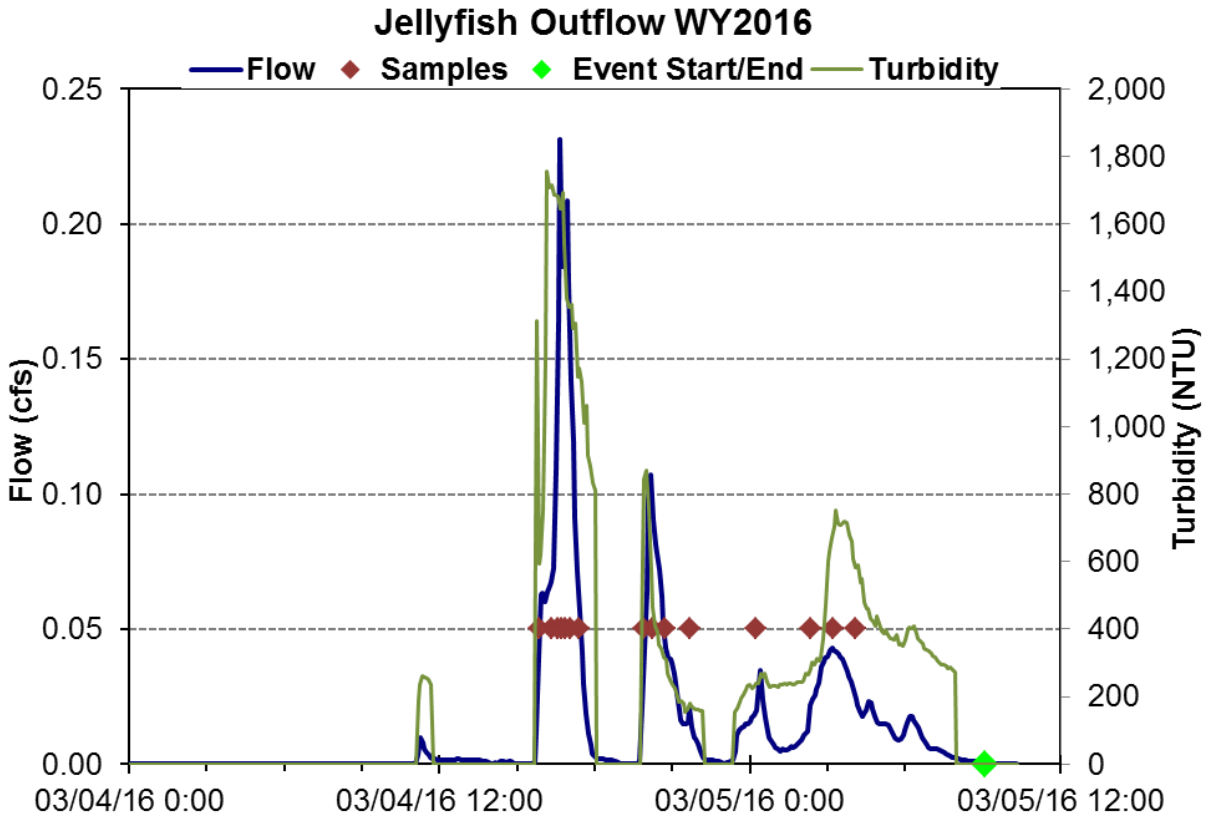 Jellyfish Outflow WY2016
Flow Samples Event Start/End Turbidity
0.25 2,000
1,800
0.20 1,600
1,400
0.15 1,200
Flow (cfs)
Turbidity (NTU)
1,000
0.10 800
600
0.05 400
200
0.00 0
03/04/16 0:00 03/04/16 12:00 03/05/16 0:00 03/05/16 12:00